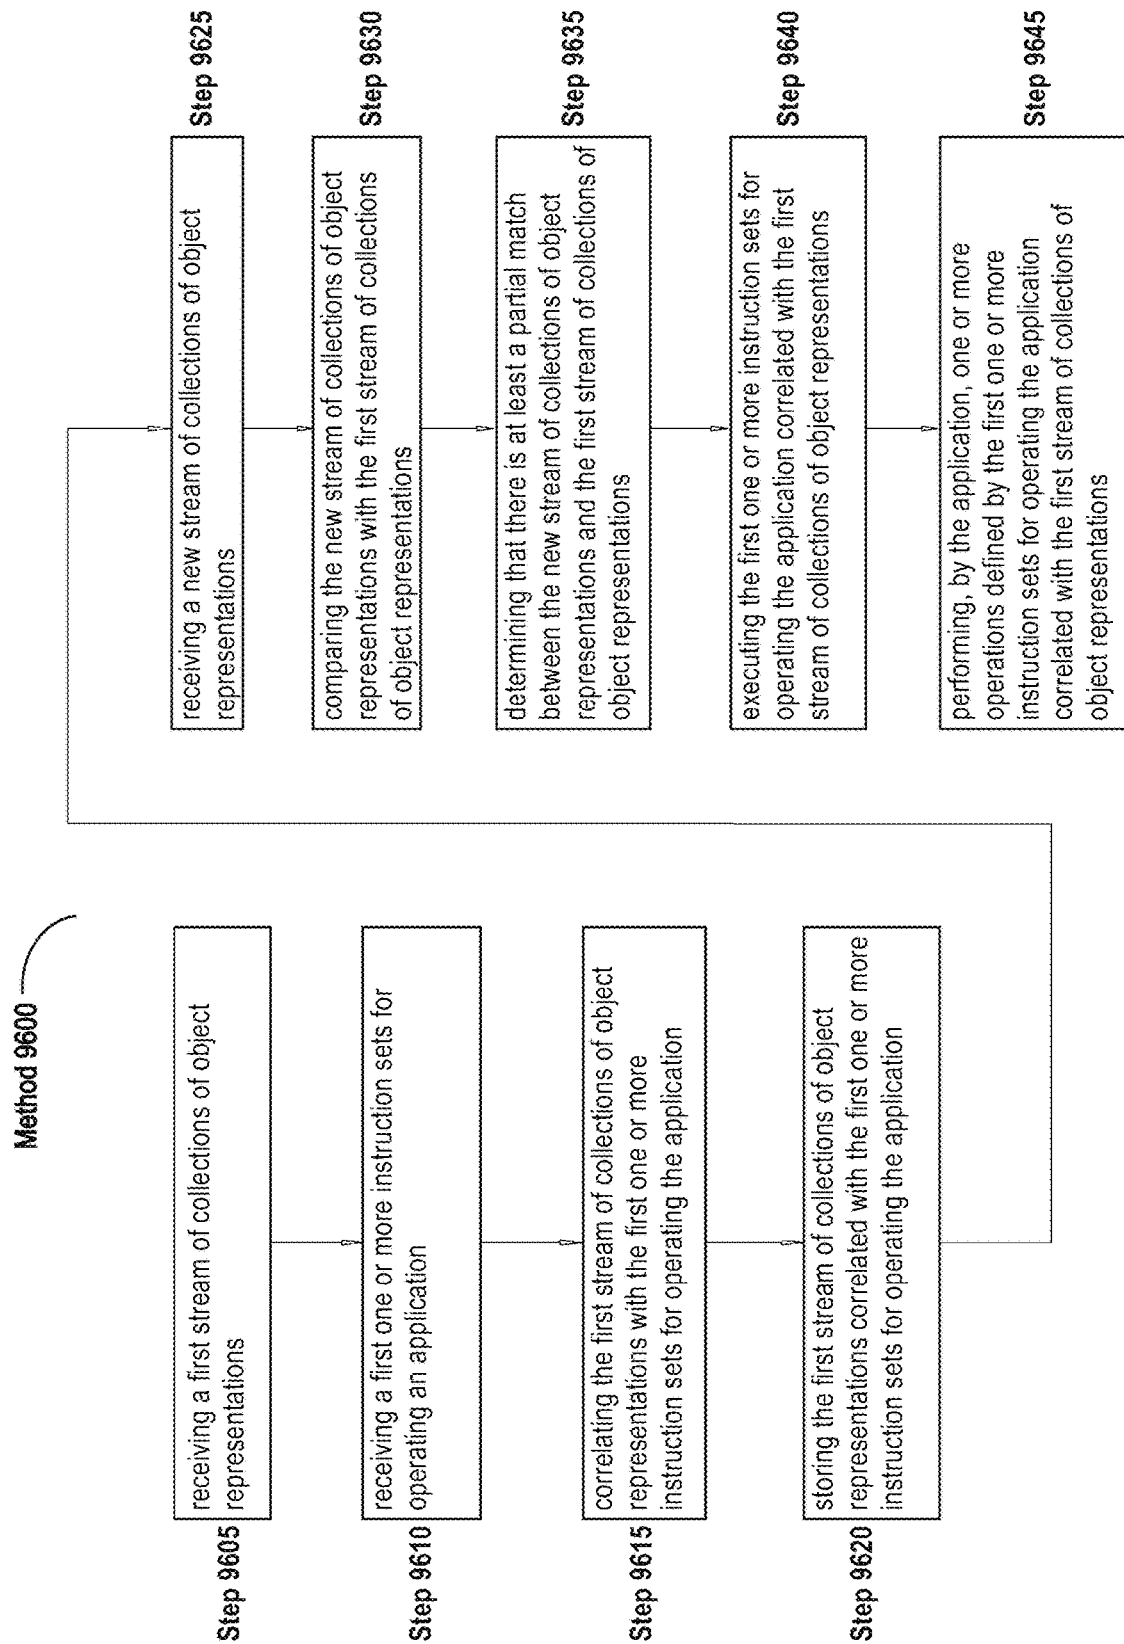 Method 9600
Step 9605
receiving a first stream of collections of object
representations
Step 9610
receiving a first one or more instruction sets for
operating an application
Step 9615
correlating the first stream of collections of object
representations with the first one or more
instruction sets for operating the application
Step 9620
storing the first stream of collections of object
representations correlated with the first one or more
instruction sets for operating the application
receiving a new stream of collections of object
representations
Step 9625
comparing the new stream of collections of object
representations with the first stream of collections
of object representations
Step 9630
determining that there is at least a partial match
between the new stream of collections of object
representations and the first stream of collections of
object representations
Step 9635
executing the first one or more instruction sets for
operating the application correlated with the first
stream of collections of object representations
Step 9640
performing, by the application, one or more
operations defined by the first one or more
instruction sets for operating the application
correlated with the first stream of collections of
object representations
Step 9645